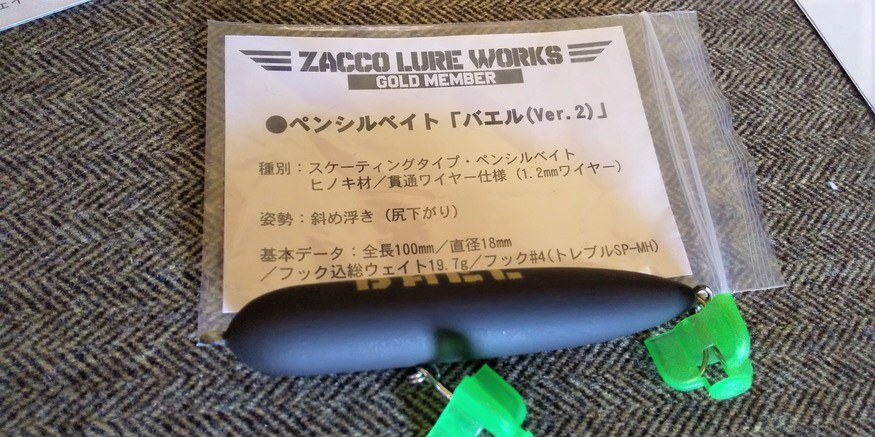 ZACCO LURE WORKS
GOLD MEMBER
●ペンシルベイト「バエル(Ver.2)」
種別：スケーティングタイプ・ペンシルベイト
ヒノキ材／貫通ワイヤー仕様（1.2mmワイヤー）
姿勢：斜め浮き（尻下がり）
基本データ：全長100mm／直径18mm
／フック込総ウェイト19.7g／フック#4(トレブルSP-MH)